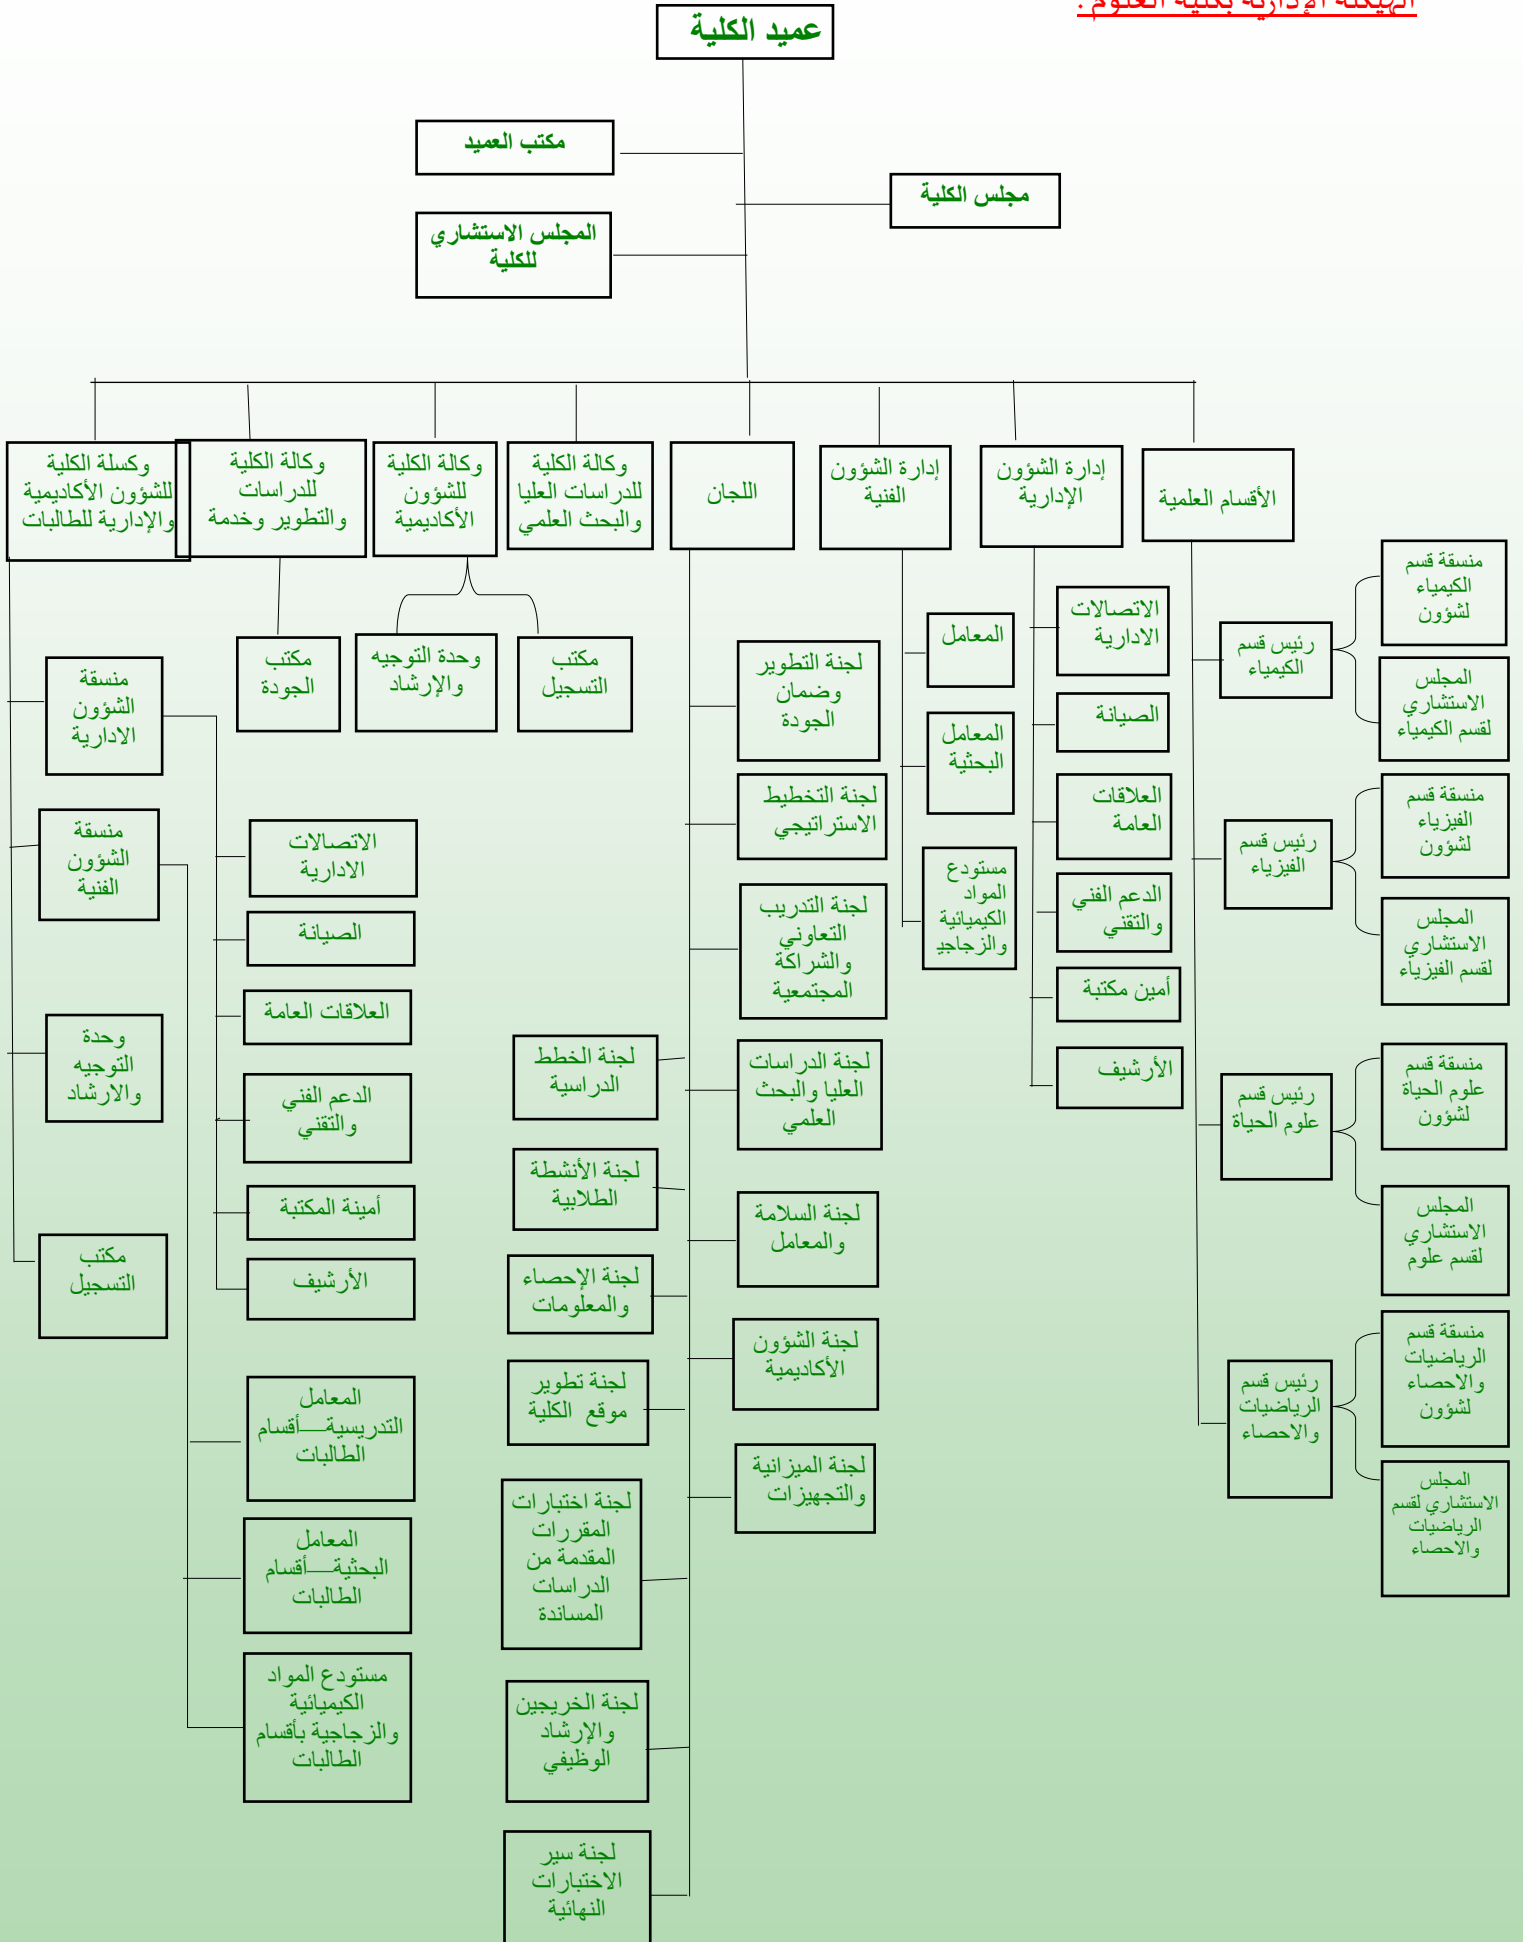 الهيكلة الإدارية بكلية العلوم :
عميد الكلية
مكتب العميد
مجلس الكلية
المجلس الاستشاري
للكلية
الأقسام العلمية
إدارة الشؤون
الإدارية
إدارة الشؤون
الفنية
اللجان
وكالة الكلية
للدراسات العليا
والبحث العلمي
وكالة الكلية
للشؤون
الأكاديمية
وكالة الكلية
للدراسات
والتطوير وخدمة
وكسلة الكلية
للشؤون الأكاديمية
والإدارية للطالبات
رئيس قسم
الكيمياء
منسقة قسم
الكيمياء
لشؤون
المجلس
الاستشاري
لقسم الكيمياء
رئيس قسم
الفيزياء
منسقة قسم
الفيزياء
لشؤون
المجلس
الاستشاري
لقسم الفيزياء
رئيس قسم
علوم الحياة
منسقة قسم
علوم الحياة
لشؤون
المجلس
الاستشاري
لقسم علوم
رئيس قسم
الرياضيات
والاحصاء
منسقة قسم
الرياضيات
والاحصاء
لشؤون
المجلس
الاستشاري لقسم
الرياضيات
والاحصاء
الاتصالات
الادارية
الصيانة
العلاقات
العامة
الدعم الفني
والتقني
أمين مكتبة
الأرشيف
المعامل
المعامل
البحثية
مستودع
المواد
الكيميائية
والزجاجي
لجنة التطوير
وضمان
الجودة
لجنة التخطيط
الاستراتيجي
لجنة التدريب
التعاوني
والشراكة
المجتمعية
لجنة الدراسات
العليا والبحث
العلمي
لجنة السلامة
والمعامل
لجنة الشؤون
الأكاديمية
لجنة الميزانية
والتجهيزات
لجنة الخطط
الدراسية
لجنة الأنشطة
الطلابية
لجنة الإحصاء
والمعلومات
لجنة تطوير
موقع الكلية
لجنة اختبارات
المقررات
المقدمة من
الدراسات
المساندة
لجنة الخريجين
والإرشاد
الوظيفي
لجنة سير
الاختبارات
النهائية
مكتب
التسجيل
وحدة التوجيه
والإرشاد
مكتب
الجودة
منسقة
الشؤون
الادارية
منسقة
الشؤون
الفنية
وحدة
التوجيه
والارشاد
مكتب
التسجيل
الاتصالات
الادارية
الصيانة
العلاقات العامة
الدعم الفني
والتقني
أمينة المكتبة
الأرشيف
المعامل
التدريسية—أقسام
الطالبات
المعامل
البحثية—أقسام
الطالبات
مستودع المواد
الكيميائية
والزجاجية بأقسام
الطالبات